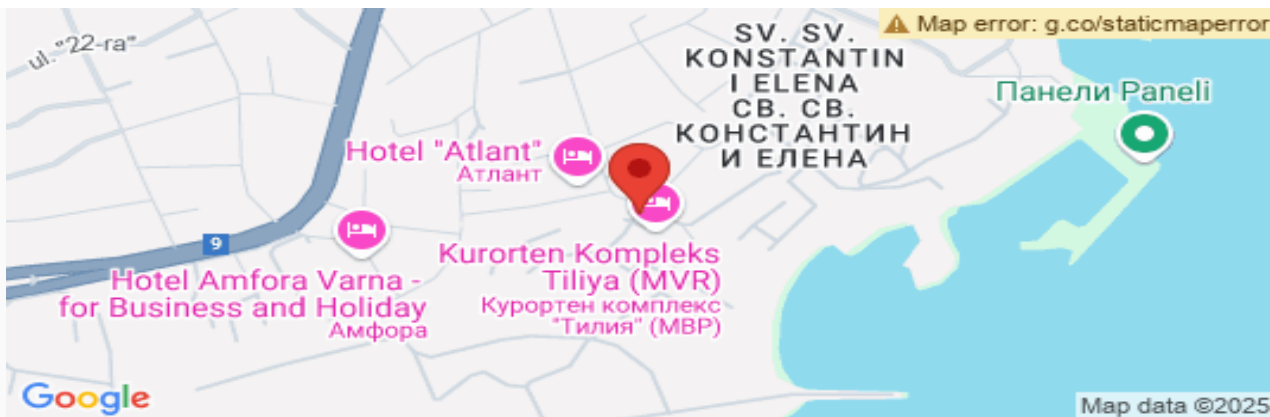 Map error: g.co/staticmaperror
ul. "22-ra"
SV. SV.
KONSTANTIN
I ELENA
СВ. СВ.
КОНСТАНТИН
И ЕЛЕНА
Панели Paneli
Hotel "Atlant"
Атлант
9
Hotel Amfora Varna -
for Business and Holiday
Амфора
Kurorten Kompleks
Tiliya (MVR)
Курортен комплекс
"Тилия" (МВР)
Google
Map data ©2025